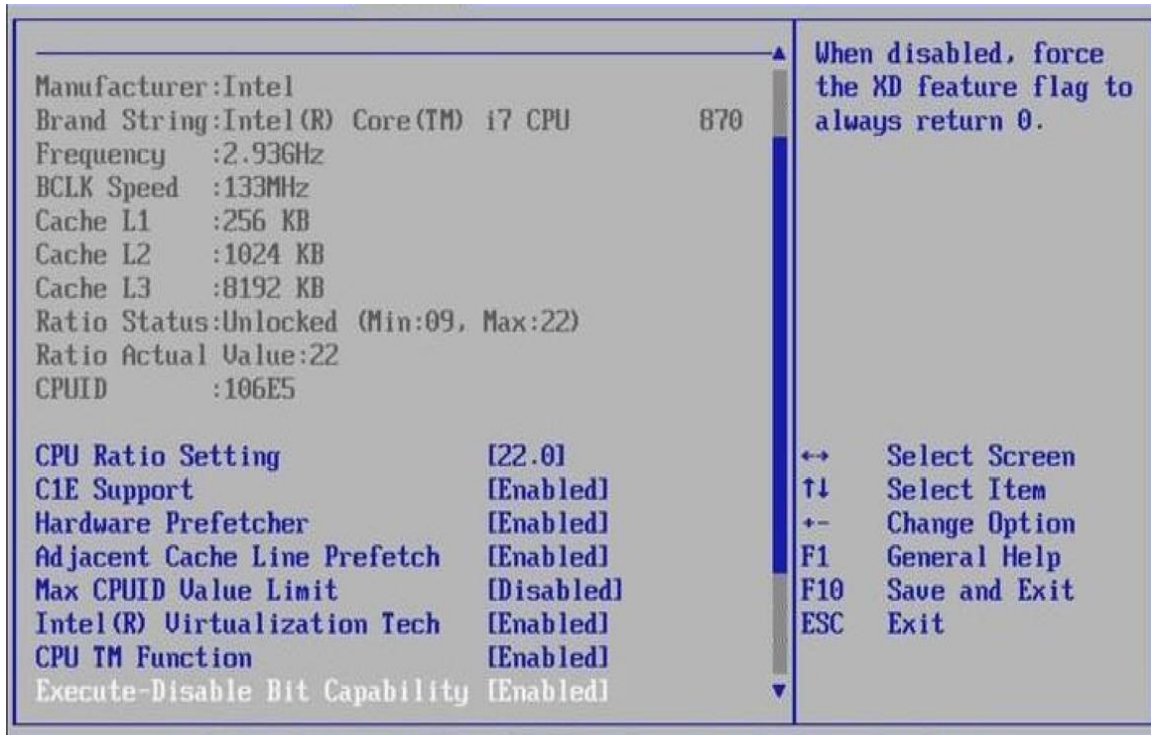 Manufacturer:Intel
Brand String:Intel(R) Core(TM) i7 CPU 870
Frequency :2.93GHz
BCLK Speed :133MHz
Cache L1 :256 KB
Cache L2 :1024 KB
Cache L3 :8192 KB
Ratio Status:Unlocked (Min:09, Max:22)
Ratio Actual Value:22
CPUID :106E5
CPU Ratio Setting [22.0]
C1E Support [Enabled]
Hardware Prefetcher [Enabled]
Adjacent Cache Line Prefetch [Enabled]
Max CPUID Value Limit [Disabled]
Intel(R) Virtualization Tech [Enabled]
CPU TM Function [Enabled]
Execute-Disable Bit Capability [Enabled]
When disabled, force
the XD feature flag to
always return 0.
←→ Select Screen
↑↓ Select Item
+- Change Option
F1 General Help
F10 Save and Exit
ESC Exit